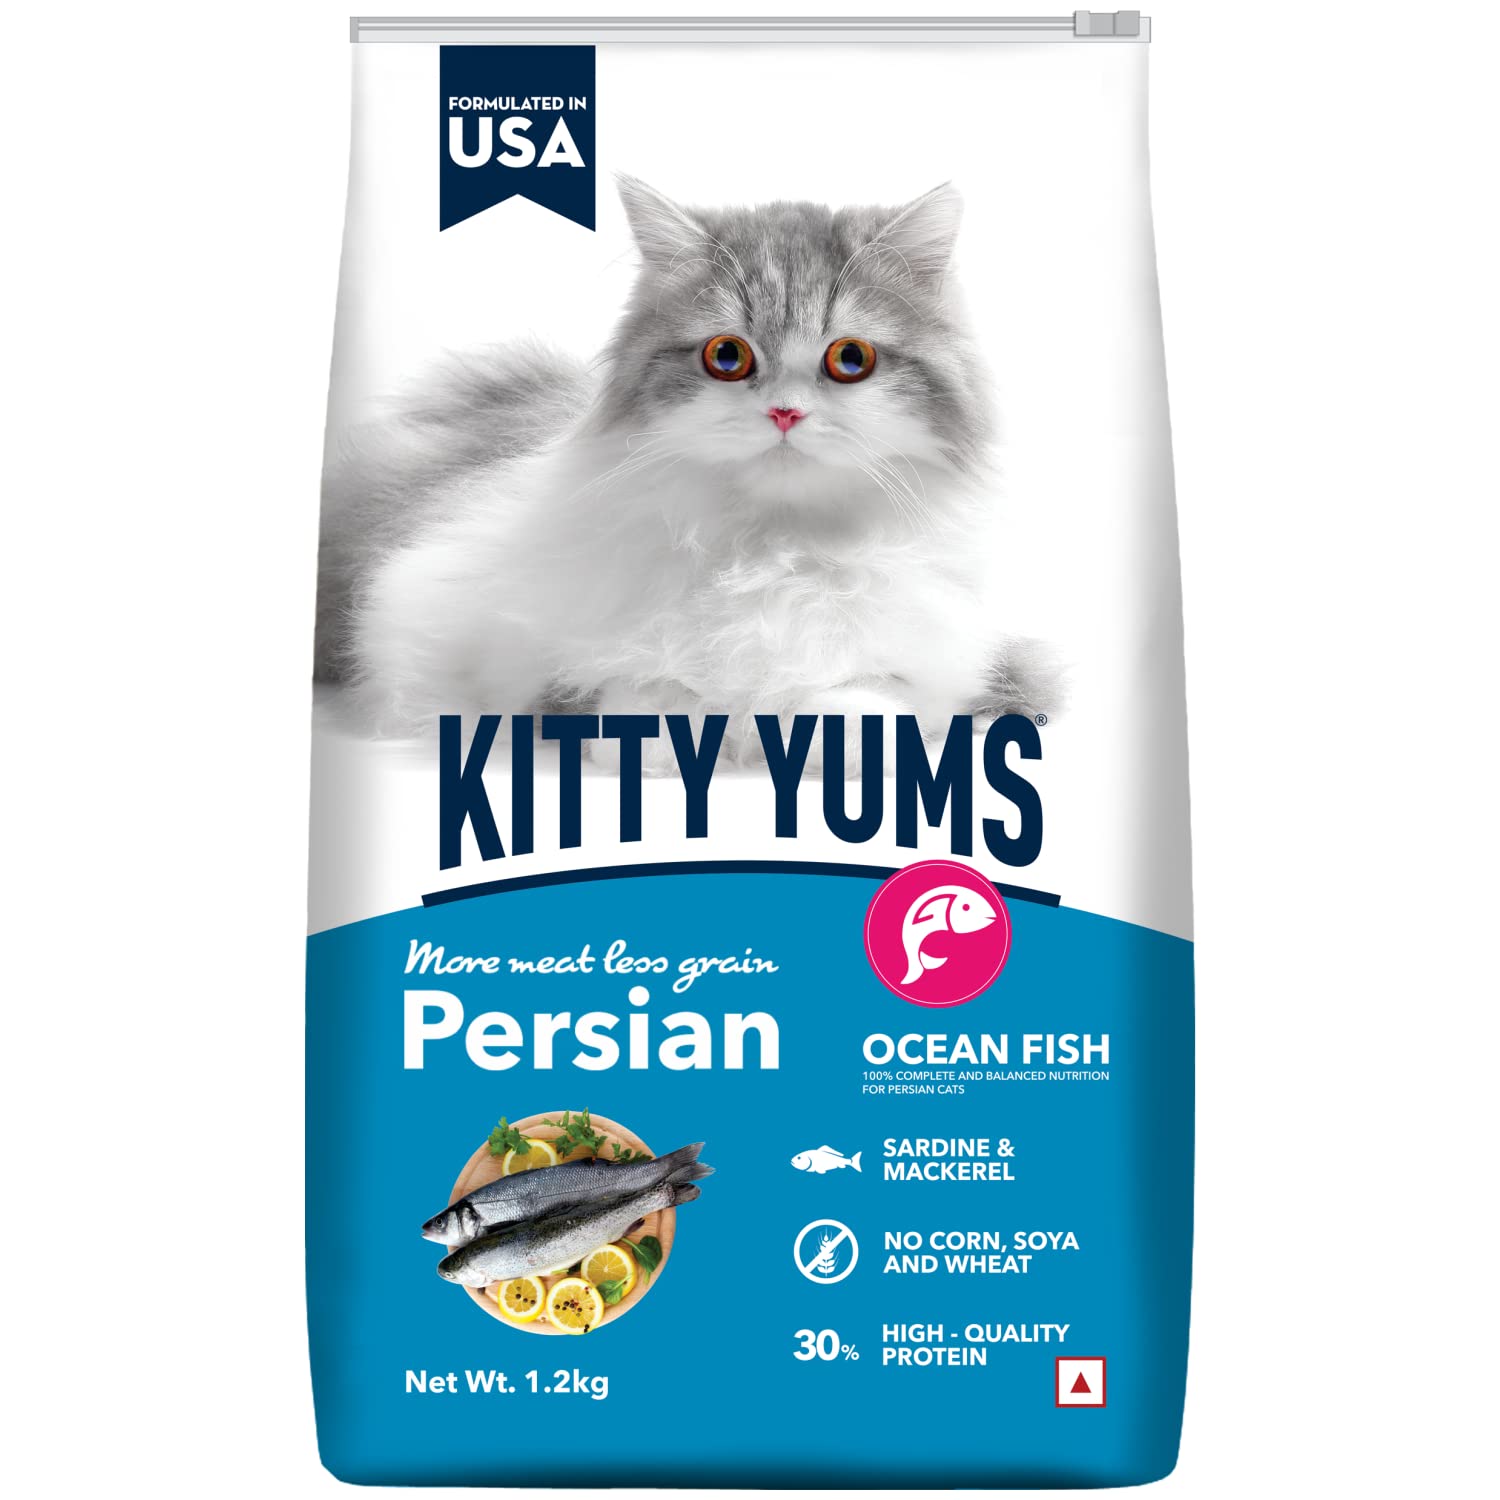 FORMULATED IN
USA
KITTY YUMS®
More meat less grain
Persian
OCEAN FISH
100% COMPLETE AND BALANCED NUTRITION
FOR PERSIAN CATS
SARDINE &
MACKEREL
NO CORN, SOYA
AND WHEAT
30%
HIGH - QUALITY
PROTEIN
Net Wt. 1.2kg